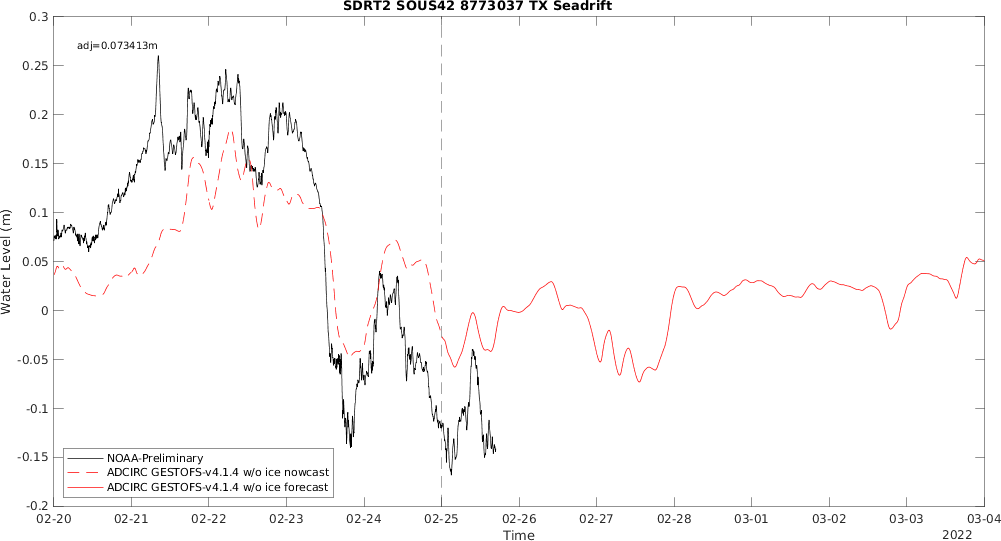 SDRT2 SOUS42 8773037 TX Seadrift
adj=0.073413m
0.3
0.25
0.2
0.15
0.1
0.05
0
-0.05
-0.1
-0.15
-0.2
Water Level (m)
NOAA-Preliminary
ADCIRC GESTOFS-v4.1.4 w/o ice nowcast
ADCIRC GESTOFS-v4.1.4 w/o ice forecast
02-20 02-21 02-22 02-23 02-24 02-25 02-26 02-27 02-28 03-01 03-02 03-03 03-04
Time
2022